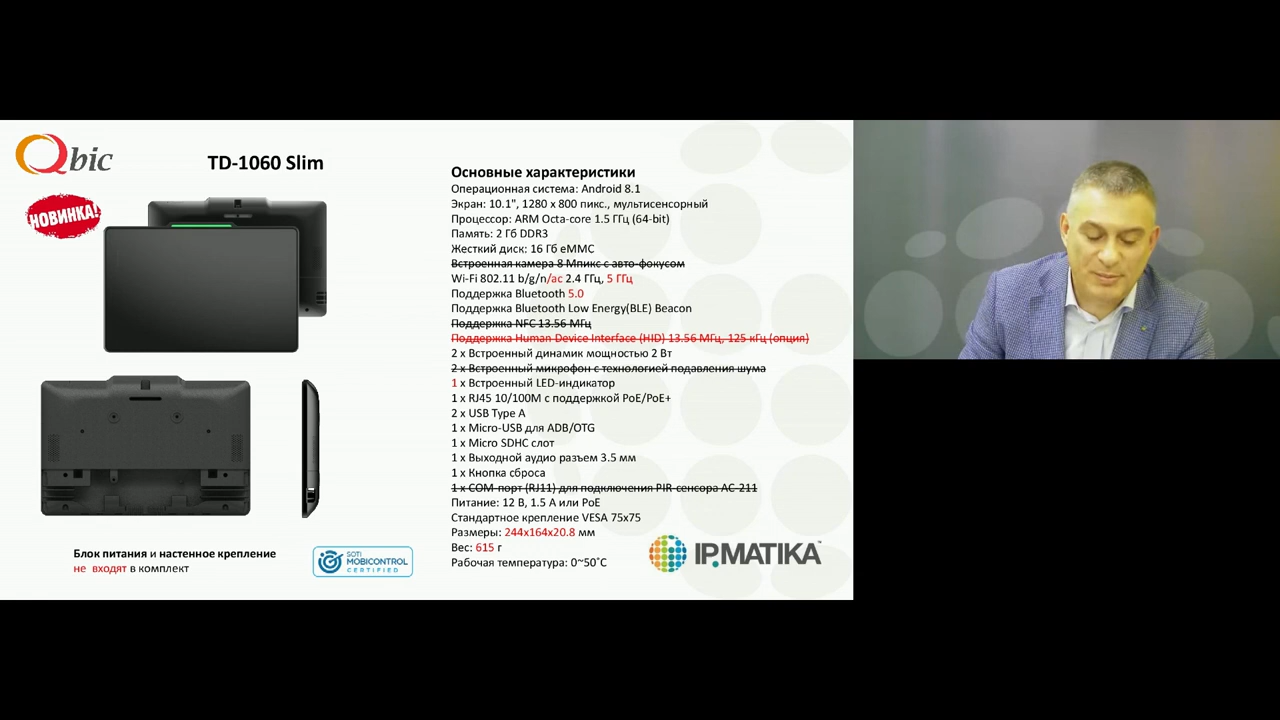 Qbic
TD-1060 Slim
НОВИНКА!
Основные характеристики
Операционная система: Android 8.1
Экран: 10.1", 1280 x 800 пикс., мультисенсорный
Процессор: ARM Octa-core 1.5 ГГц (64-bit)
Память: 2 Гб DDR3
Жесткий диск: 16 Гб eMMC
Встроенная камера 8 Мпикс с авто-фокусом
Wi-Fi 802.11 b/g/n/ac 2.4 ГГц, 5 ГГц
Поддержка Bluetooth 5.0
Поддержка Bluetooth Low Energy(BLE) Beacon
Поддержка NFC 13.56 МГц
Поддержка Human Device Interface (HID) 13.56 МГц, 125 кГц (опция)
2 x Встроенный динамик мощностью 2 Вт
2 x Встроенный микрофон с технологией подавления шума
1 x Встроенный LED-индикатор
1 x RJ45 10/100M с поддержкой PoE/PoE+
2 x USB Type A
1 x Micro-USB для ADB/OTG
1 x Micro SDHC слот
1 x Выходной аудио разъем 3.5 мм
1 x Кнопка сброса
1 x COM-порт (RJ11) для подключения PIR-сенсора AC-211
Питание: 12 В, 1.5 А или PoE
Стандартное крепление VESA 75x75
Размеры: 244x164x20.8 мм
Вес: 615 г
Рабочая температура: 0~50˚C
Блок питания и настенное крепление
не входят в комплект
SOTI
MOBICONTROL
CERTIFIED
IPMATIKA™